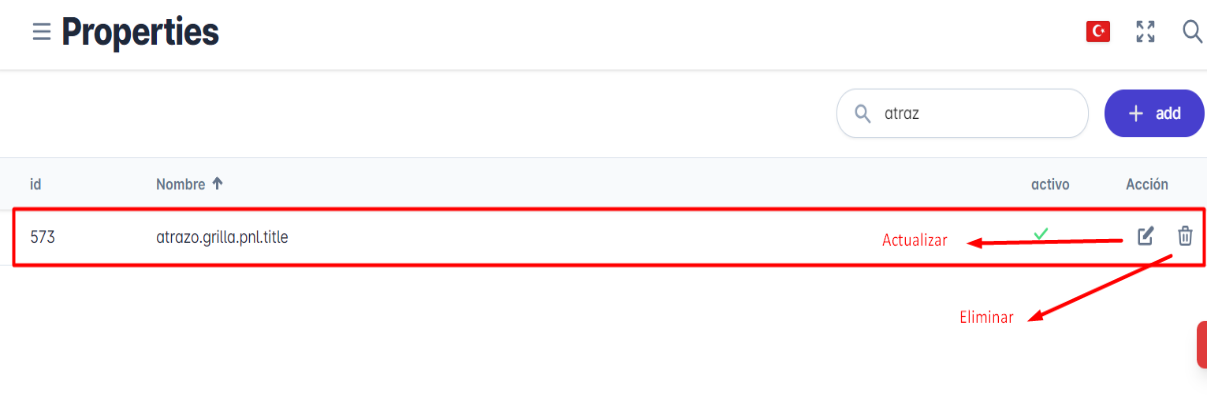 Properties
atraz
+ add
id Nombre activo Acción
573 atrazo.grilla.pnl.title Actualizar
Eliminar